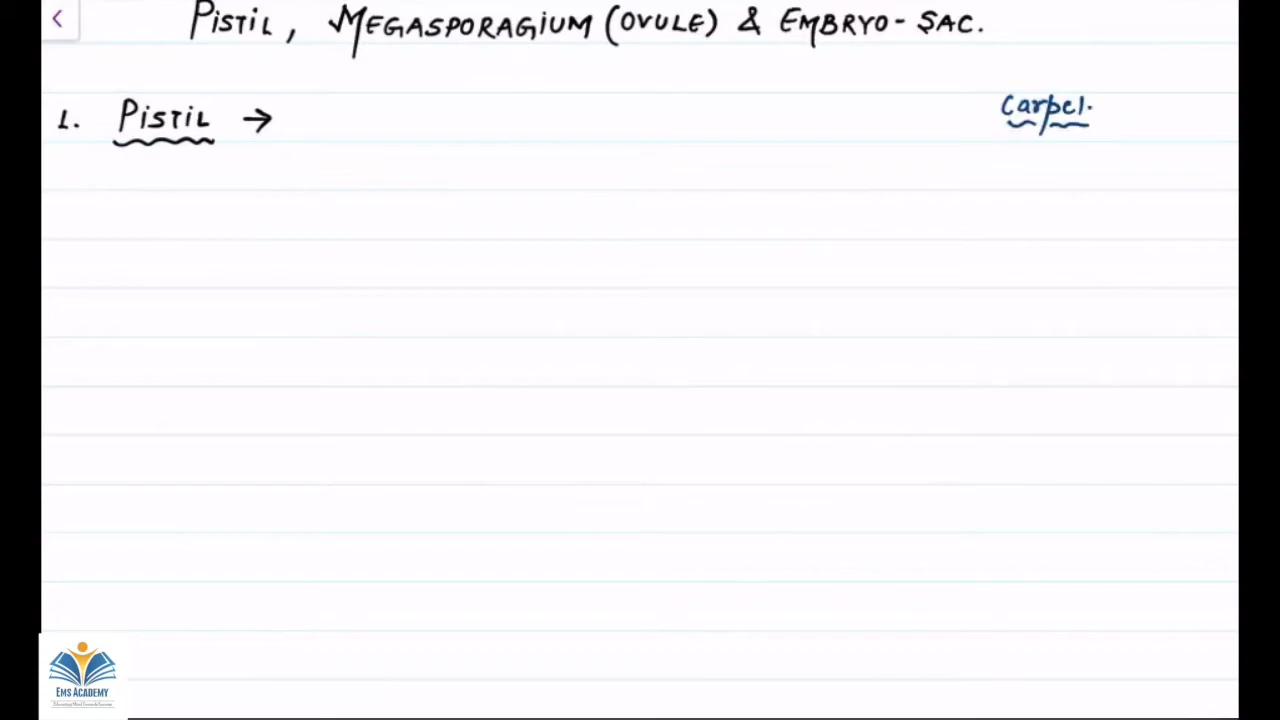 Pistil, Megasporagium (ovule) & Embryo-Sac.
1. Pistil → Carpel.
Ems Academy